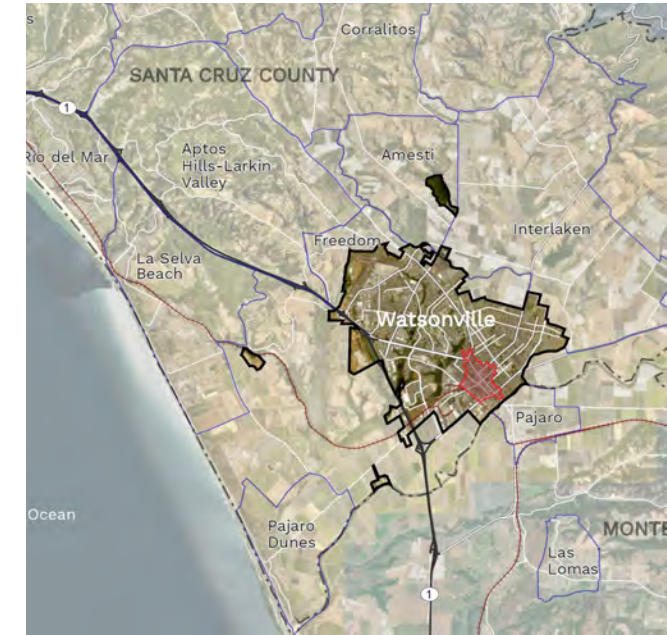 s
Corralitos
SANTA CRUZ COUNTY
1
Rio del Mar
Aptos
Hills-Larkin
Valley
Amesti
Interlaken
Freedom
La Selva
Beach
Watsonville
Pajaro
Ocean
Pajaro
Dunes
MONTE
Las
Lomas
1